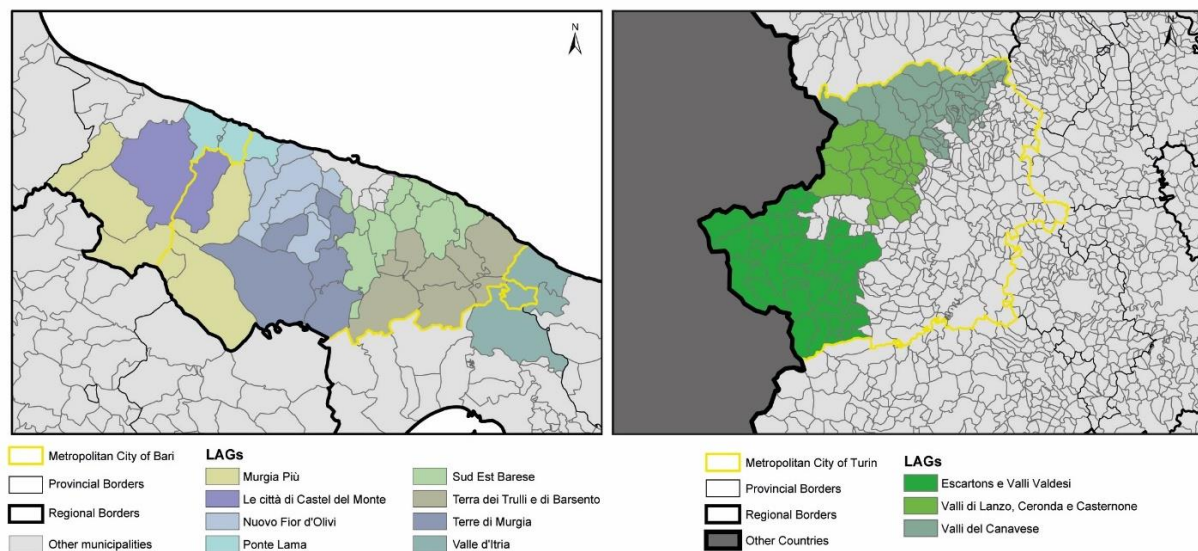 N
N
Metropolitan City of Bari
Provincial Borders
Regional Borders
Other municipalities
LAGs
Murgia Più
Le città di Castel del Monte
Nuovo Fior d'Olivi
Ponte Lama
Sud Est Barese
Terra dei Trulli e di Barsento
Terre di Murgia
Valle d'Itria
Metropolitan City of Turin
Provincial Borders
Regional Borders
Other Countries
LAGs
Escartons e Valli Valdesi
Valli di Lanzo, Ceronda e Casternone
Valli del Canavese